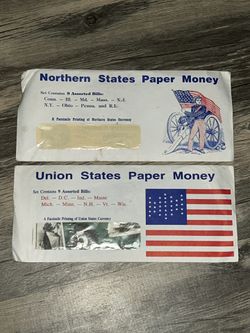 Northern States Paper Money
Set Contains 9 Assorted Bills:
Conn. — Ill. — Md. — Mass. — N.J.
N.Y. — Ohio — Penna. and R.I.
A Facsimile Printing of Northern States Currency
Union States Paper Money
Set Contains 9 Assorted Bills:
Del. — D.C. — Ind. — Maine
Mich. — Minn. — N.H. — Vt. — Wis.
A Facsimile Printing of Union States Currency